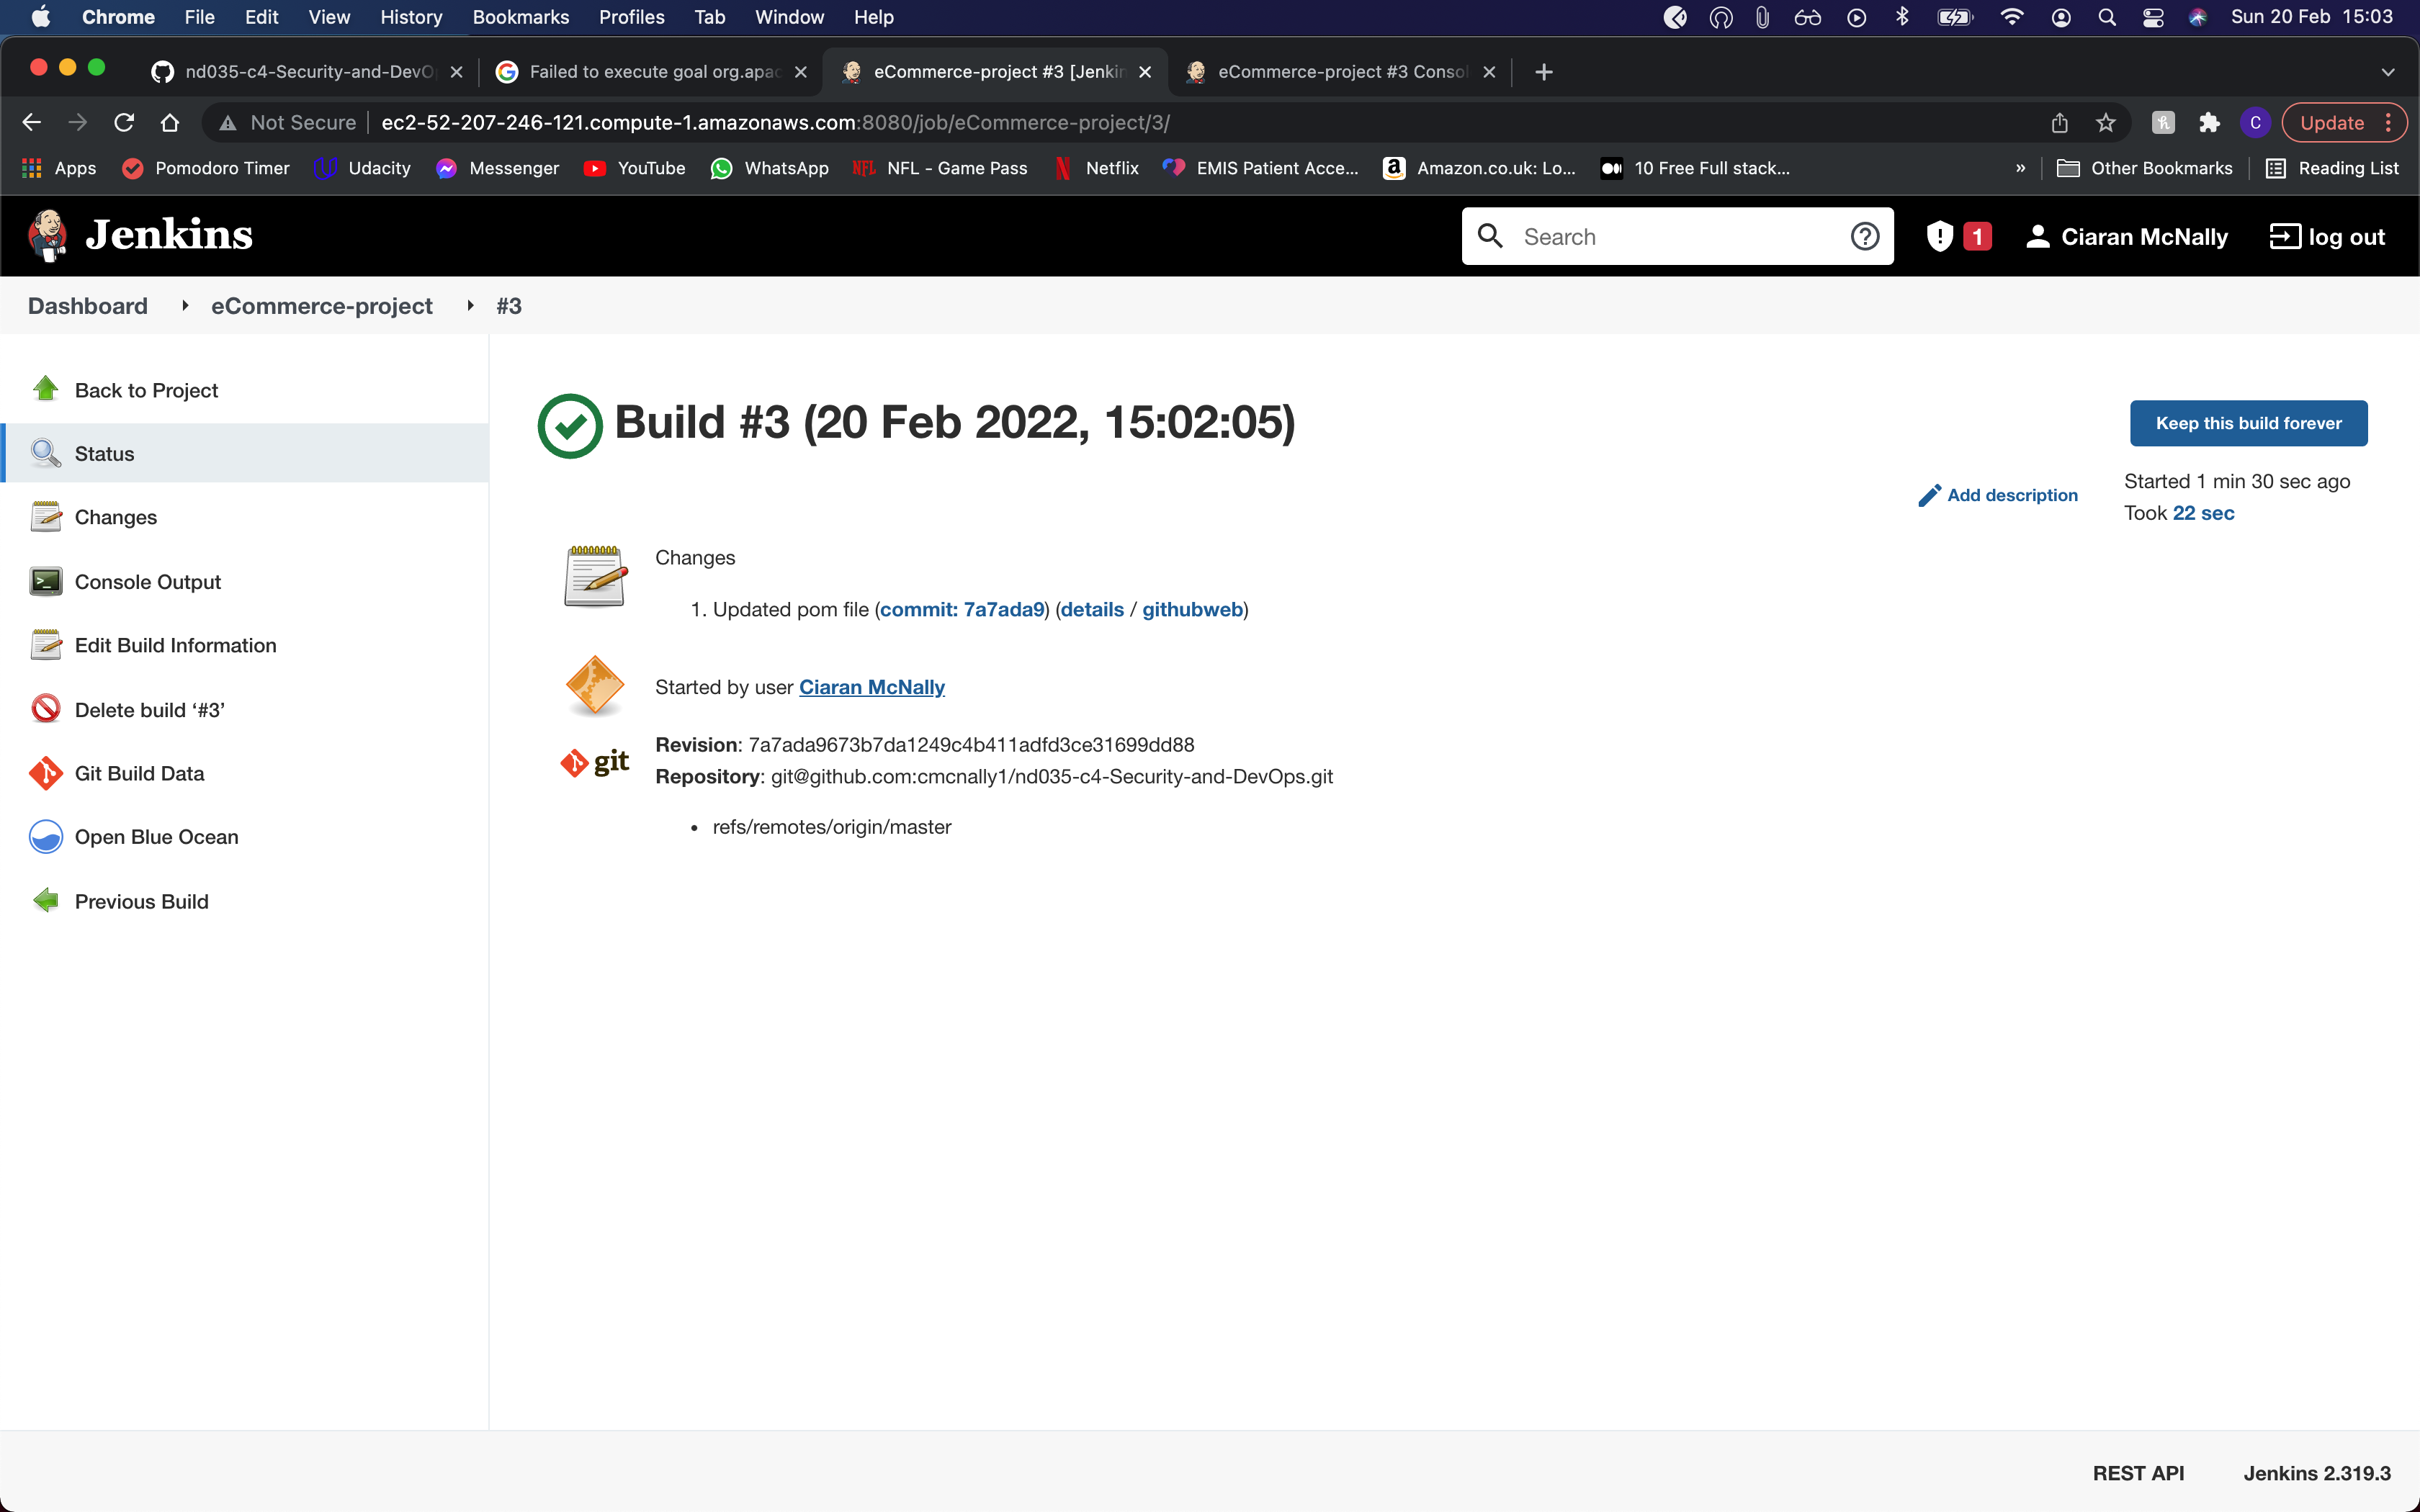 Chrome File Edit View History Bookmarks Profiles Tab Window Help Sun 20 Feb 15:03
nd035-c4-Security-and-DevO Failed to execute goal org.apac eCommerce-project #3 [Jenkin eCommerce-project #3 Consol
Not Secure ec2-52-207-246-121.compute-1.amazonaws.com:8080/job/eCommerce-project/3/ C Update
Apps Pomodoro Timer Udacity Messenger YouTube WhatsApp NFL NFL - Game Pass Netflix EMIS Patient Acce... Amazon.co.uk: Lo... 10 Free Full stack... » Other Bookmarks Reading List
Jenkins Search 1 Ciaran McNally log out
Dashboard eCommerce-project #3
Back to Project
Status
Changes
Console Output
Edit Build Information
Delete build ‘#3’
Git Build Data
Open Blue Ocean
Previous Build
Build #3 (20 Feb 2022, 15:02:05)
Keep this build forever
Add description
Started 1 min 30 sec ago
Took 22 sec
Changes
1. Updated pom file (commit: 7a7ada9) (details / githubweb)
Started by user Ciaran McNally
git
Revision: 7a7ada9673b7da1249c4b411adfd3ce31699dd88
Repository: git@github.com:cmcnally1/nd035-c4-Security-and-DevOps.git
• refs/remotes/origin/master
REST API Jenkins 2.319.3